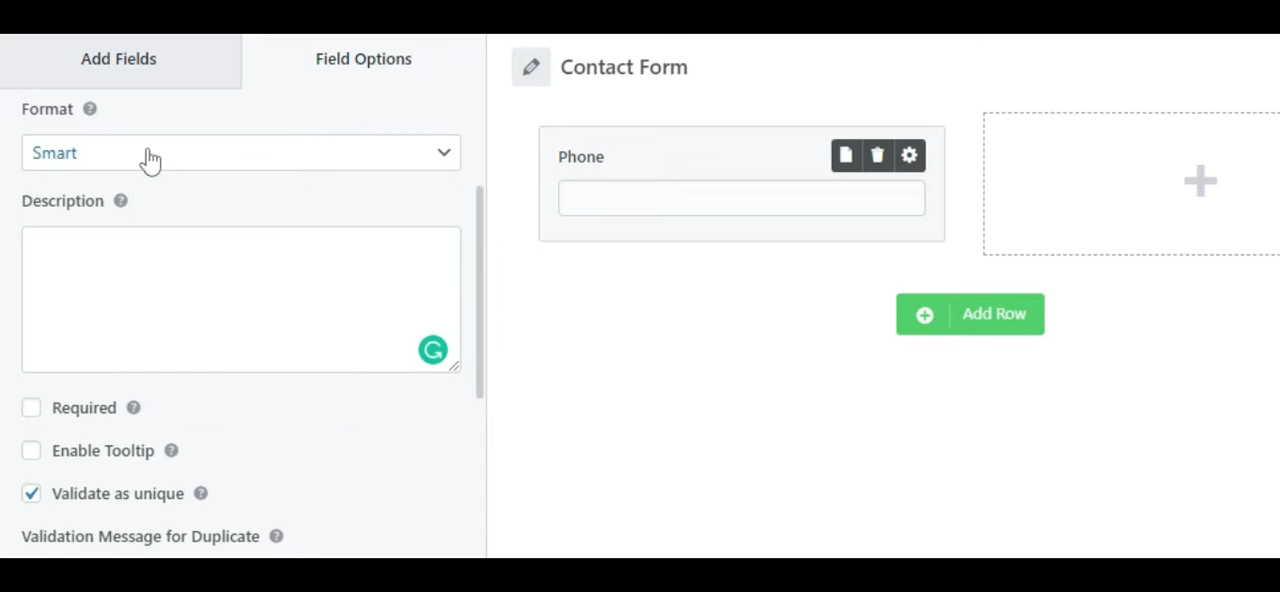 Add Fields
Field Options
Format
Smart
Description
Required
Enable Tooltip
Validate as unique
Validation Message for Duplicate
Contact Form
Phone
Add Row